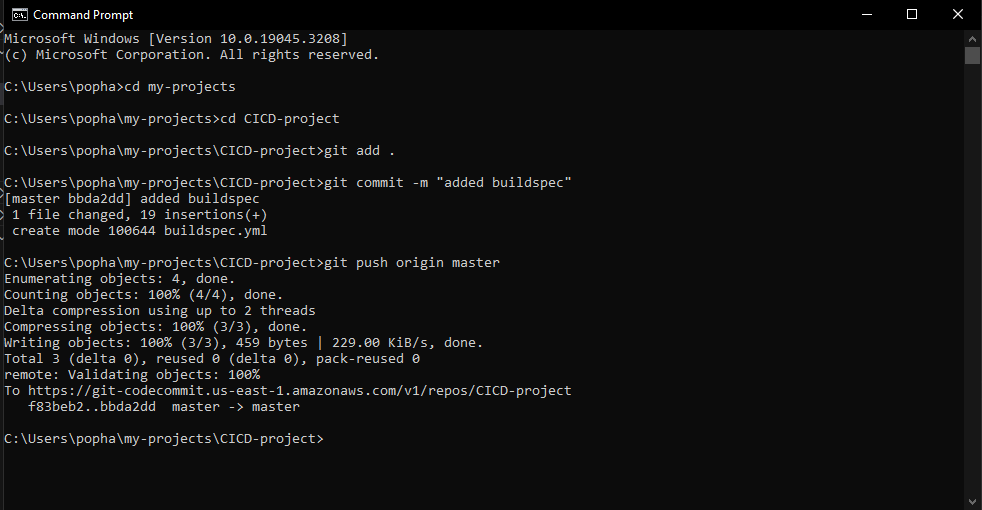 Command Prompt
Microsoft Windows [Version 10.0.19045.3208]
(c) Microsoft Corporation. All rights reserved.
C:\Users\popha>cd my-projects
C:\Users\popha\my-projects>cd CICD-project
C:\Users\popha\my-projects\CICD-project>git add .
C:\Users\popha\my-projects\CICD-project>git commit -m "added buildspec"
[master bbda2dd] added buildspec
 1 file changed, 19 insertions(+)
 create mode 100644 buildspec.yml
C:\Users\popha\my-projects\CICD-project>git push origin master
Enumerating objects: 4, done.
Counting objects: 100% (4/4), done.
Delta compression using up to 2 threads
Compressing objects: 100% (3/3), done.
Writing objects: 100% (3/3), 459 bytes | 229.00 KiB/s, done.
Total 3 (delta 0), reused 0 (delta 0), pack-reused 0
remote: Validating objects: 100%
To https://git-codecommit.us-east-1.amazonaws.com/v1/repos/CICD-project
   f83beb2..bbda2dd  master -> master
C:\Users\popha\my-projects\CICD-project>